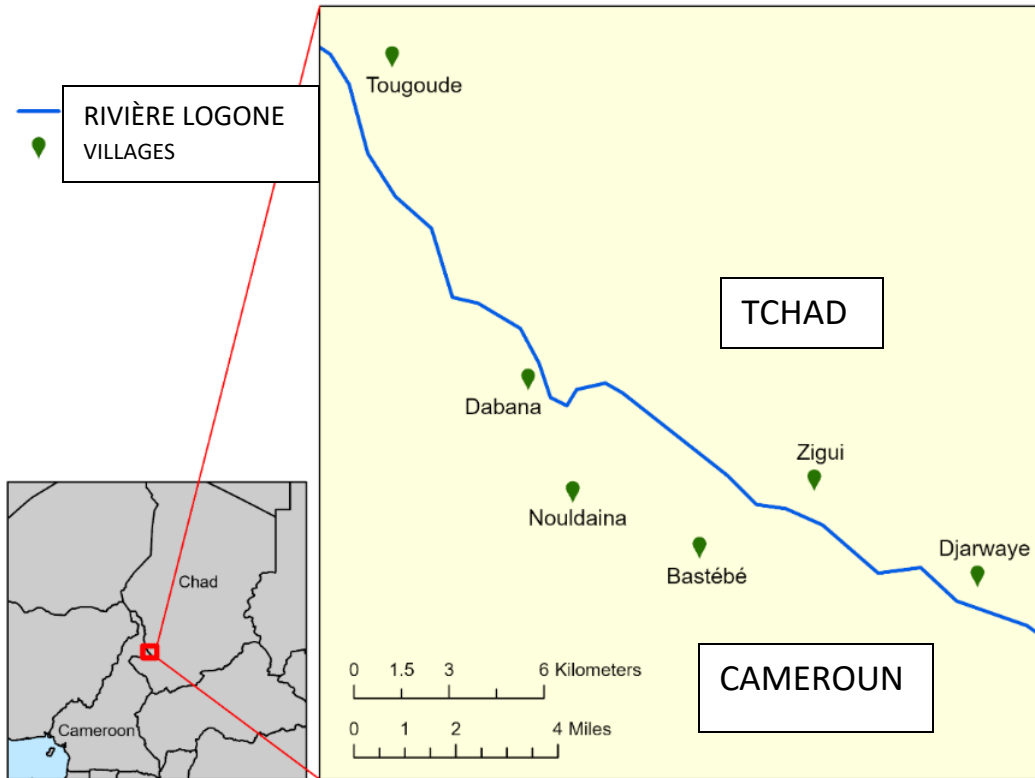 RIVIÈRE LOGONE
VILLAGES
Tougoude
TCHAD
Dabana
Zigui
Nouldaina
Bastébé
Djarwaye
CAMEROUN
0 1.5 3 6 Kilometers
0 1 2 4 Miles
Chad
Cameroon